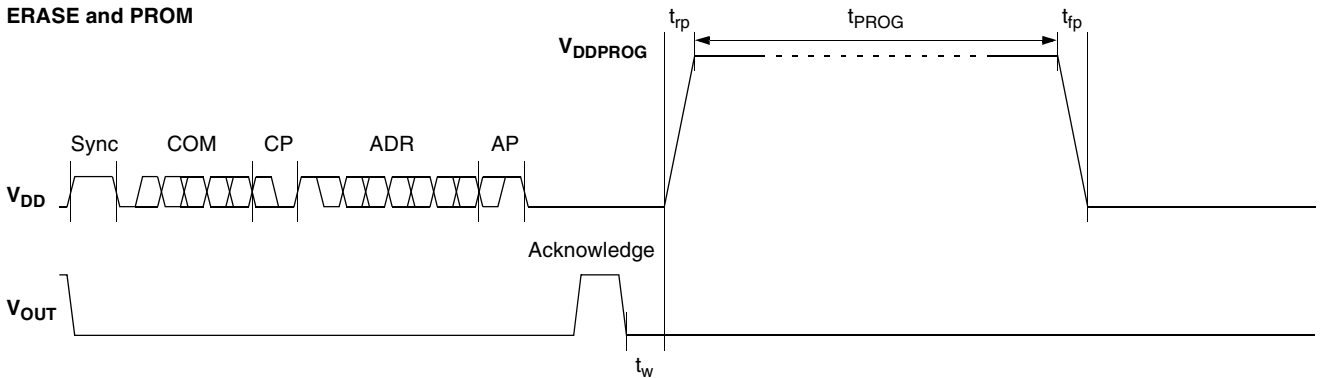 ERASE and PROM
t_rp
t_PROG
t_fp
V_DDPROG
Sync COM CP ADR AP
V_DD
Acknowledge
V_OUT
t_w